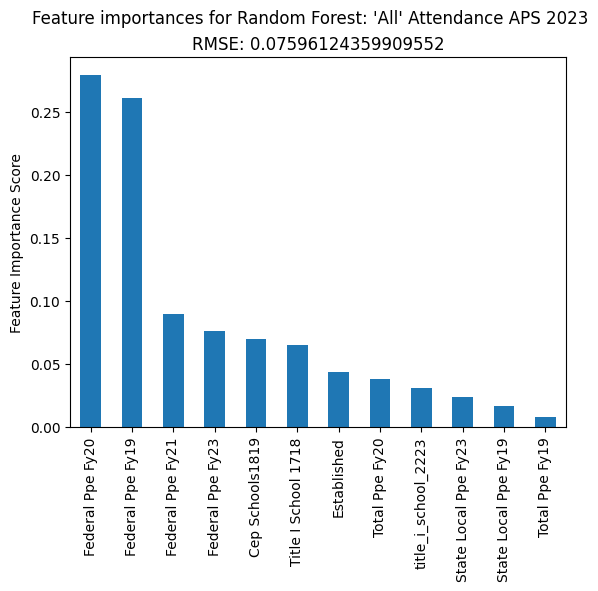 Feature importances for Random Forest: 'All' Attendance APS 2023
RMSE: 0.07596124359909552
Feature Importance Score
0.25
0.20
0.15
0.10
0.05
0.00
Federal Ppe Fy20
Federal Ppe Fy19
Federal Ppe Fy21
Federal Ppe Fy23
Cep Schools1819
Title I School 1718
Established
Total Ppe Fy20
title_i_school_2223
State Local Ppe Fy23
State Local Ppe Fy19
Total Ppe Fy19